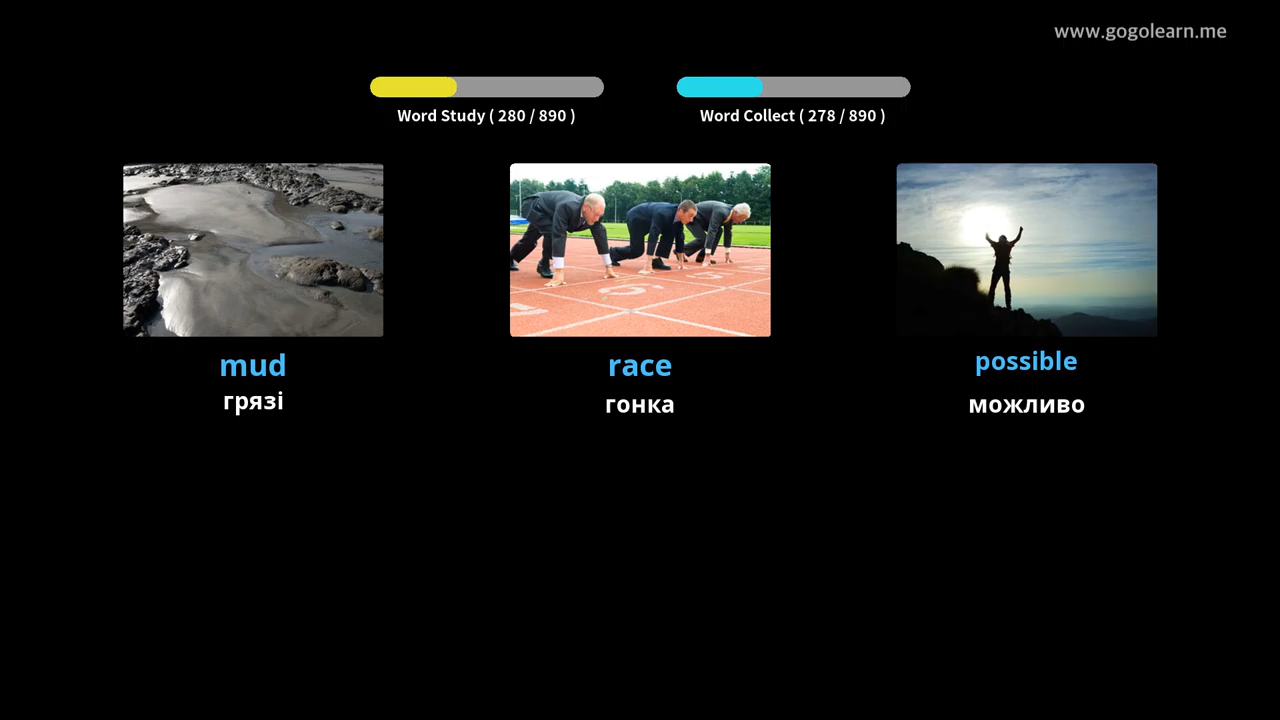 www.gogolearn.me
Word Study ( 280 / 890 )
Word Collect ( 278 / 890 )
mud
race
possible
грязі
гонка
можливо